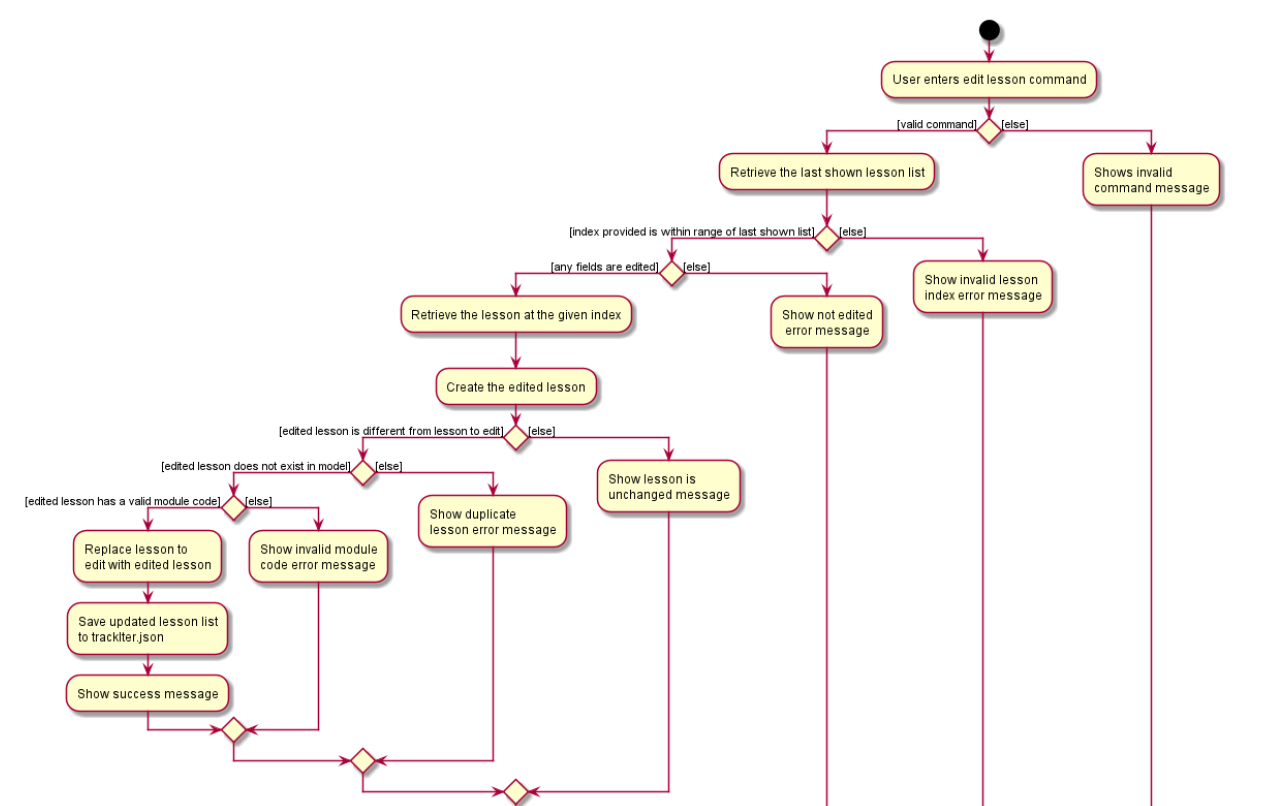 User enters edit lesson command
[valid command]
[else]
Retrieve the last shown lesson list
Shows invalid
command message
[index provided is within range of last shown list]
[else]
[any fields are edited]
[else]
Show invalid lesson
index error message
Retrieve the lesson at the given index
Show not edited
error message
Create the edited lesson
[edited lesson is different from lesson to edit]
[else]
[edited lesson does not exist in model]
[else]
Show lesson is
unchanged message
[edited lesson has a valid module code]
[else]
Show duplicate
lesson error message
Replace lesson to
edit with edited lesson
Show invalid module
code error message
Save updated lesson list
to trackIter.json
Show success message